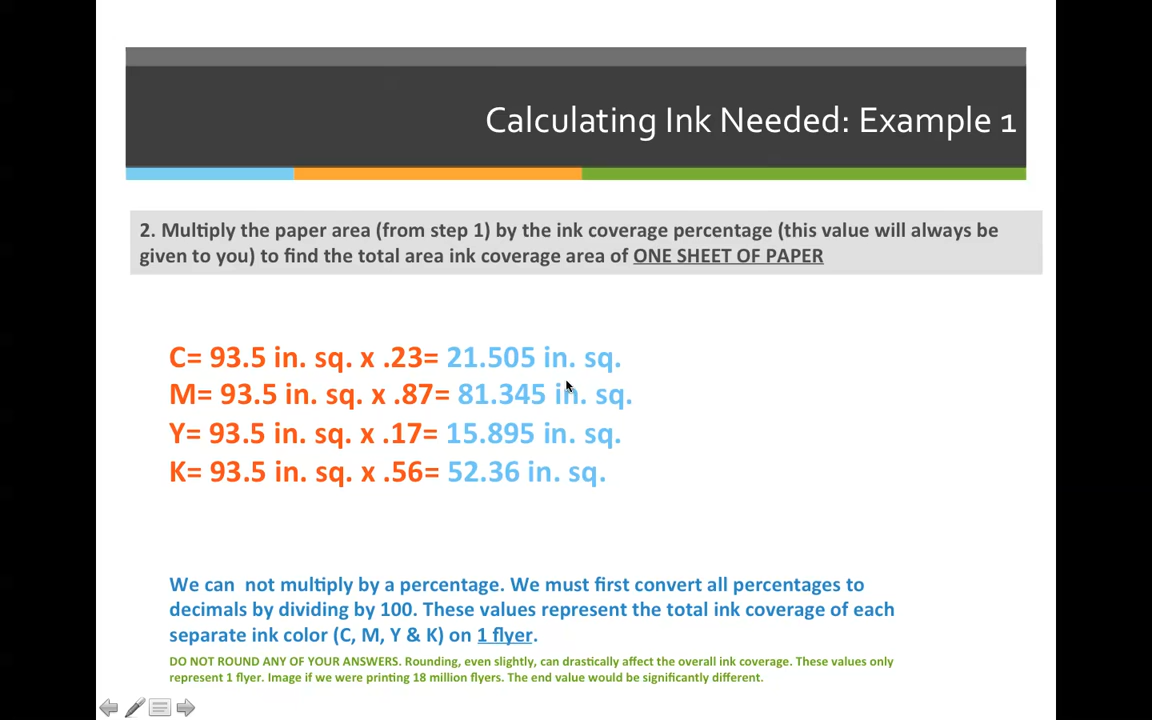 Calculating Ink Needed: Example 1
2. Multiply the paper area (from step 1) by the ink coverage percentage (this value will always be
given to you) to find the total area ink coverage area of ONE SHEET OF PAPER
C= 93.5 in. sq. x .23= 21.505 in. sq.
M= 93.5 in. sq. x .87= 81.345 in. sq.
Y= 93.5 in. sq. x .17= 15.895 in. sq.
K= 93.5 in. sq. x .56= 52.36 in. sq.
We can  not multiply by a percentage. We must first convert all percentages to
decimals by dividing by 100. These values represent the total ink coverage of each
separate ink color (C, M, Y & K) on 1 flyer.
DO NOT ROUND ANY OF YOUR ANSWERS. Rounding, even slightly, can drastically affect the overall ink coverage. These values only
represent 1 flyer. Image if we were printing 18 million flyers. The end value would be significantly different.